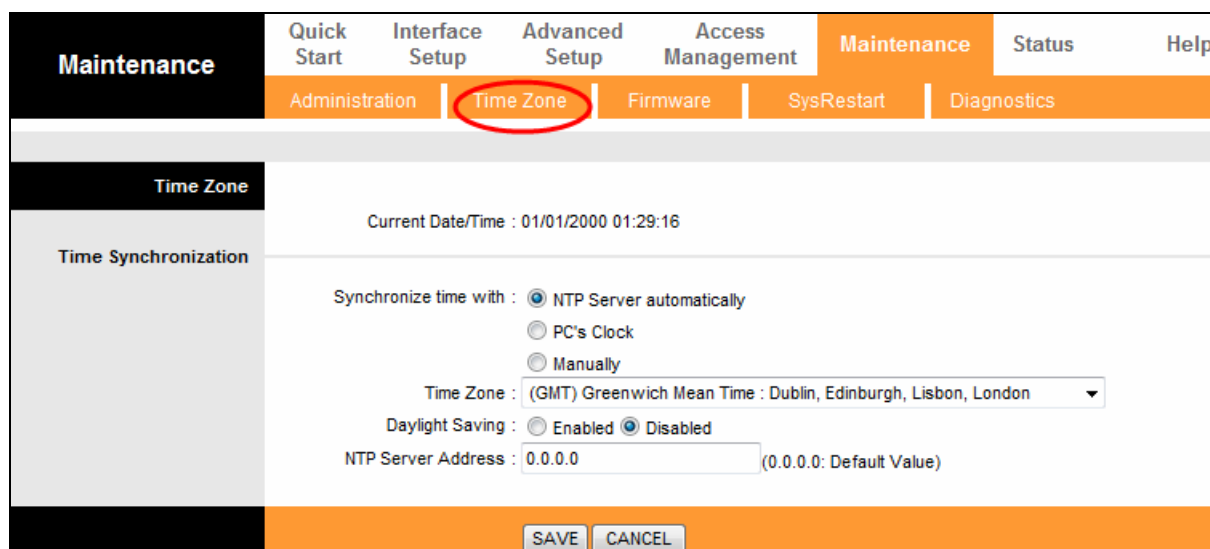 Maintenance
Quick Start
Interface Setup
Advanced Setup
Access Management
Maintenance
Status
Help
Administration
Time Zone
Firmware
SysRestart
Diagnostics
Time Zone
Current Date/Time : 01/01/2000 01:29:16
Time Synchronization
Synchronize time with : NTP Server automatically
PC's Clock
Manually
Time Zone : (GMT) Greenwich Mean Time : Dublin, Edinburgh, Lisbon, London
Daylight Saving : Enabled Disabled
NTP Server Address : 0.0.0.0 (0.0.0.0: Default Value)
SAVE CANCEL